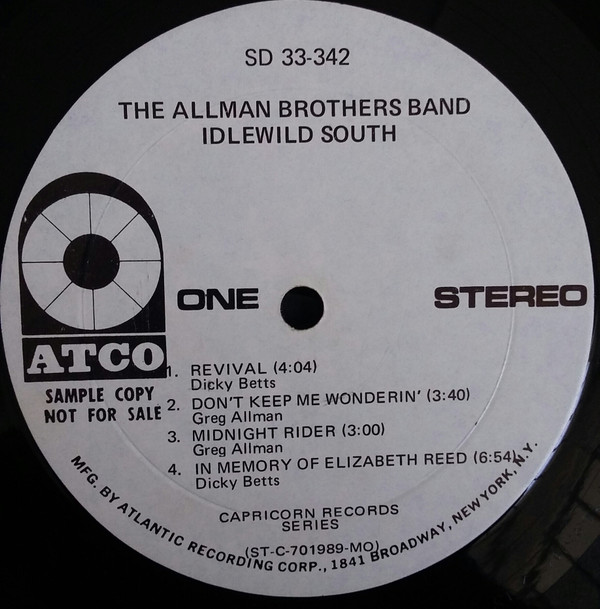 SD 33-342
THE ALLMAN BROTHERS BAND
IDLEWILD SOUTH
ONE
STEREO
ATCO
SAMPLE COPY
NOT FOR SALE
1. REVIVAL (4:04)
Dicky Betts
2. DON'T KEEP ME WONDERIN' (3:40)
Greg Allman
3. MIDNIGHT RIDER (3:00)
Greg Allman
4. IN MEMORY OF ELIZABETH REED (6:54)
Dicky Betts
CAPRICORN RECORDS
SERIES
(ST-C-701989-MO)
MFG. BY ATLANTIC RECORDING CORP., 1841 BROADWAY, NEW YORK, N.Y.